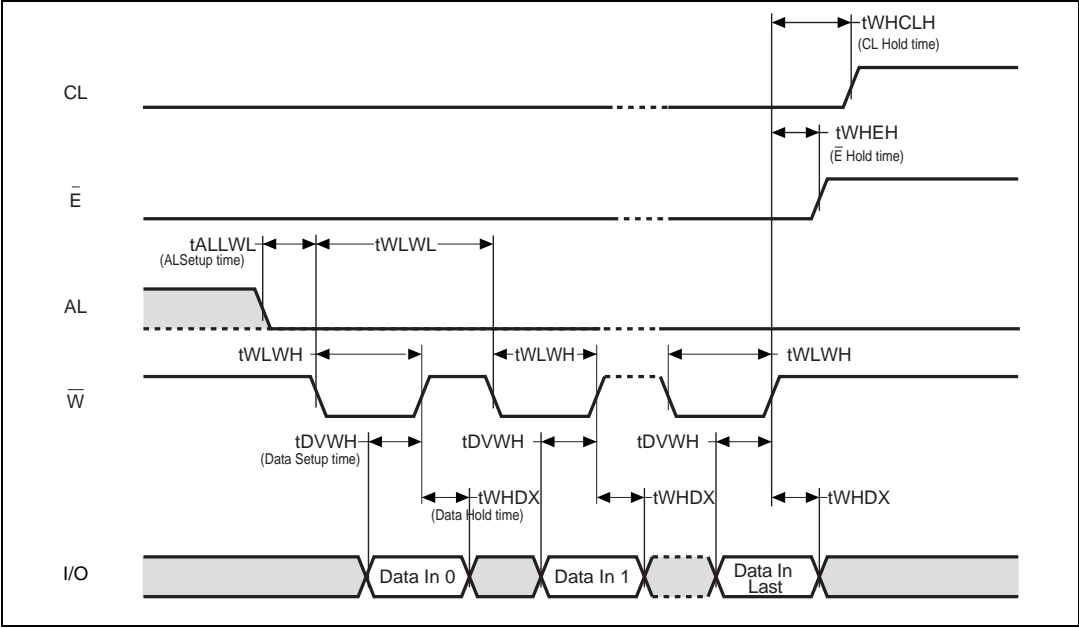 tWHCLH
(CL Hold time)
CL
tWHEH
(E̅ Hold time)
E̅
tALLWL
(ALSetup time)
tWLWL
AL
tWLWH
tWLWH
tWLWH
W̅
tDVWH
(Data Setup time)
tDVWH
tDVWH
tWHDX
(Data Hold time)
tWHDX
tWHDX
I/O
Data In 0
Data In 1
Data In
Last